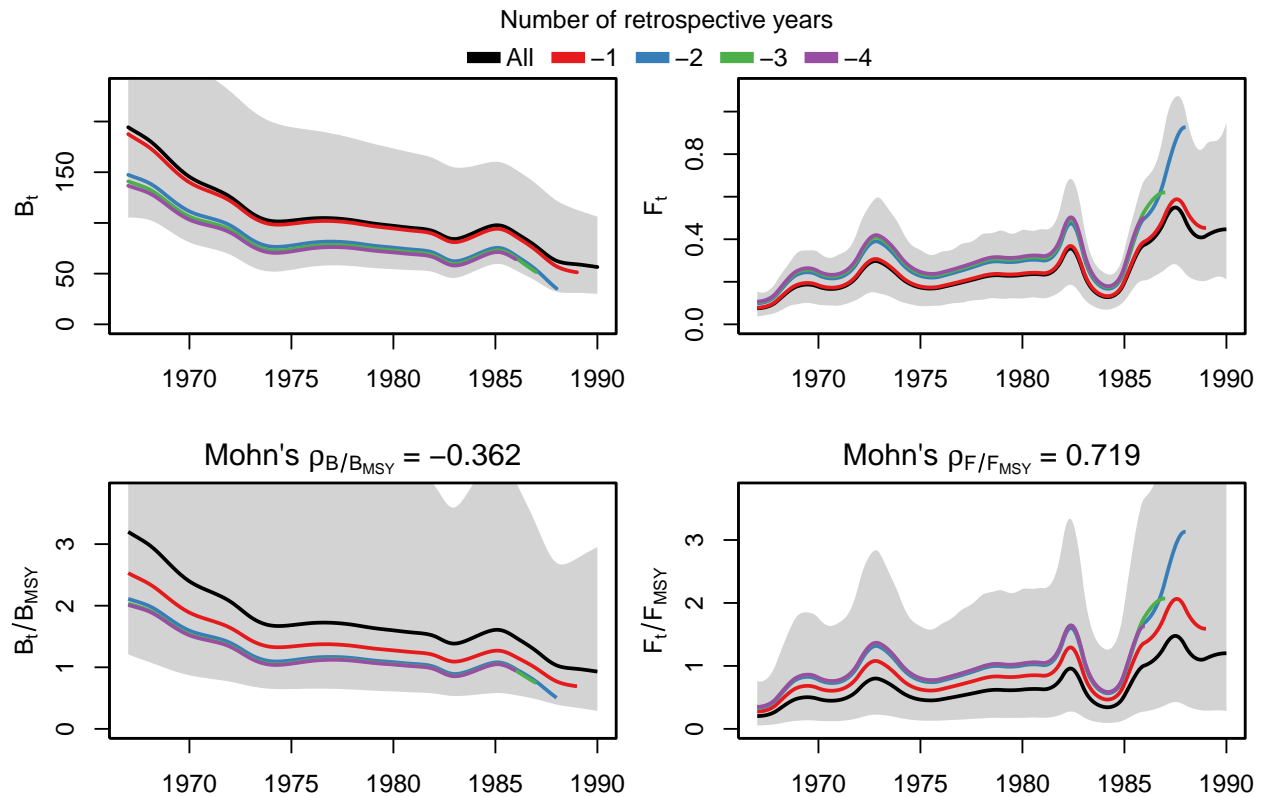 Number of retrospective years
All −1 −2 −3 −4
Bt
150
50
0
1970 1975 1980 1985 1990
Ft
0.8
0.4
0.0
1970 1975 1980 1985 1990
Mohn's ρB/BMSY = −0.362
Bt/BMSY
3
2
1
0
1970 1975 1980 1985 1990
Mohn's ρF/FMSY = 0.719
Ft/FMSY
3
2
1
0
1970 1975 1980 1985 1990